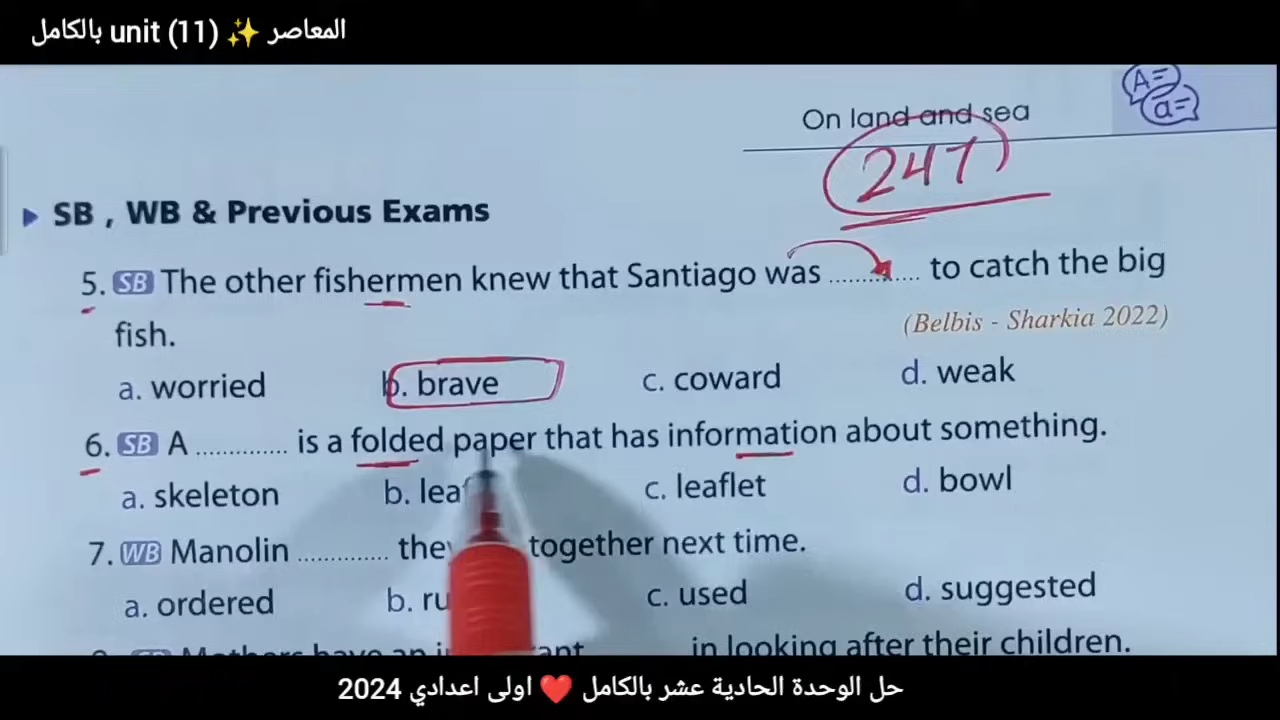 المعاصر ✨ unit (11) بالكامل
A= a=
On land and sea
247
SB , WB & Previous Exams
5. SB The other fishermen knew that Santiago was .................. to catch the big
fish. (Belbis - Sharkia 2022)
a. worried b. brave c. coward d. weak
6. SB A .............. is a folded paper that has information about something.
a. skeleton b. c. leaflet d. bowl
7. WB Manolin .............. together next time.
a. ordered b. c. used d. suggested
Mothers have an in looking after their children.
حل الوحدة الحادية عشر بالكامل ❤️ اولى اعدادي 2024